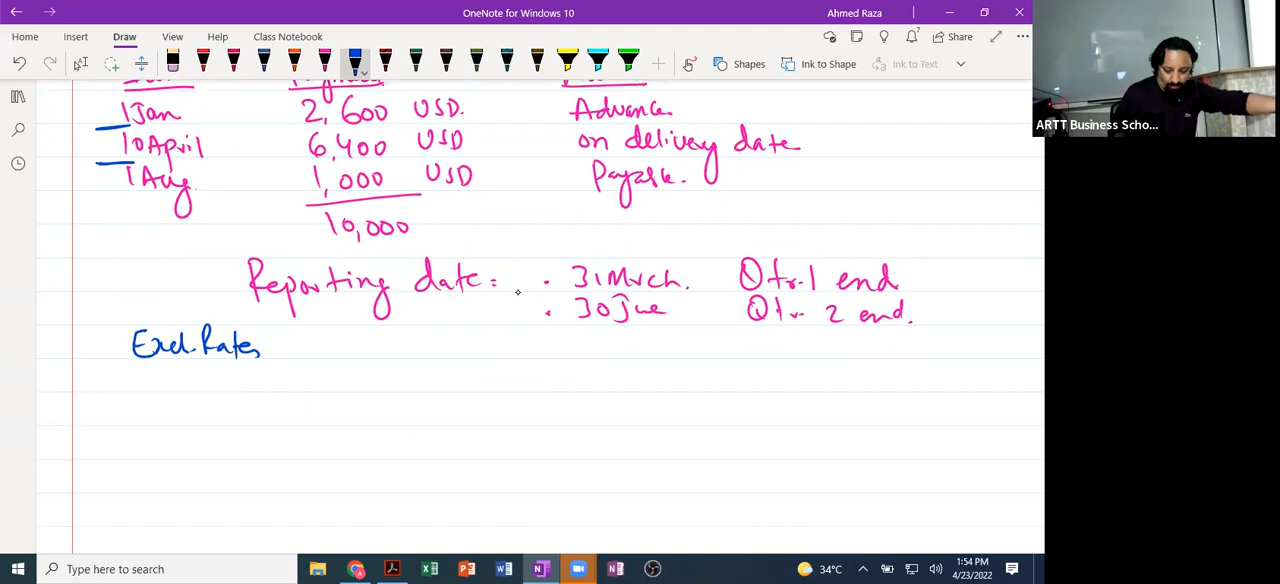 OneNote for Windows 10
Ahmed Raza
Home Insert Draw View Help Class Notebook
Share
Shapes Ink to Shape Ink to Text
1 Jan 2,600 USD. Advance
10 April 6,400 USD on delivery date
1 Aug. 1,000 USD Payable.
10,000
Reporting date = . 31 March. Qtr.1 end
. 30 June Qtr 2 end.
Exch.Rates
ARTT Business Scho...
Type here to search
34°C
1:54 PM
4/23/2022